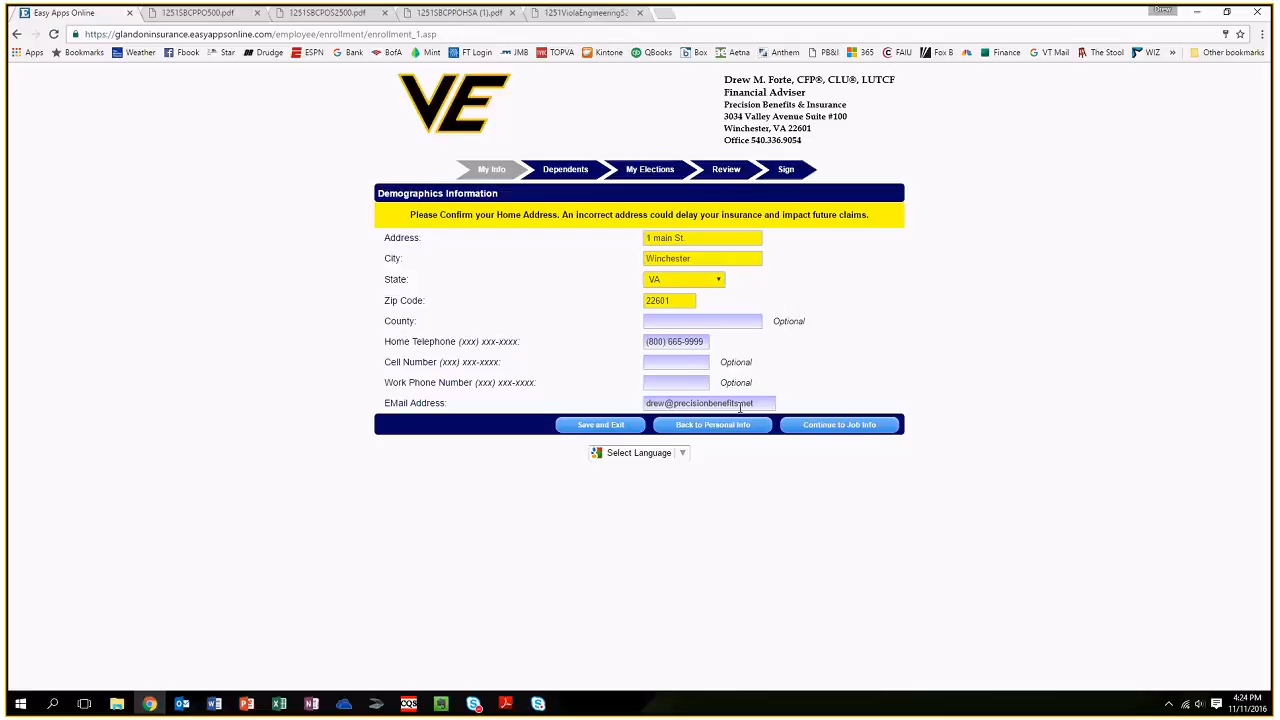 Easy Apps Online
1251SBCPPO500.pdf
1251SBCPOS2500.pdf
1251SBCPPOHSA (1).pdf
1251ViolaEngineering52
Drew
https://glandoninsurance.easyappsonline.com/employee/enrollment/enrollment_1.asp
Apps Bookmarks Weather Fbook Star Drudge ESPN Bank BofA Mint FT Login JMB TOPVA Kintone QBooks Box Aetna Anthem PB&I 365 FAIU Fox B Finance VT Mail The Stool WIZ » Other bookmarks
VE
Drew M. Forte, CFP®, CLU®, LUTCF
Financial Adviser
Precision Benefits & Insurance
3034 Valley Avenue Suite #100
Winchester, VA 22601
Office 540.336.9054
My Info Dependents My Elections Review Sign
Demographics Information
Please Confirm your Home Address. An incorrect address could delay your insurance and impact future claims.
Address: 1 main St.
City: Winchester
State: VA
Zip Code: 22601
County: Optional
Home Telephone (xxx) xxx-xxxx: (800) 665-9999
Cell Number (xxx) xxx-xxxx: Optional
Work Phone Number (xxx) xxx-xxxx: Optional
EMail Address: drew@precisionbenefits.net
Save and Exit Back to Personal Info Continue to Job Info
Select Language
CQS
4:24 PM
11/11/2016